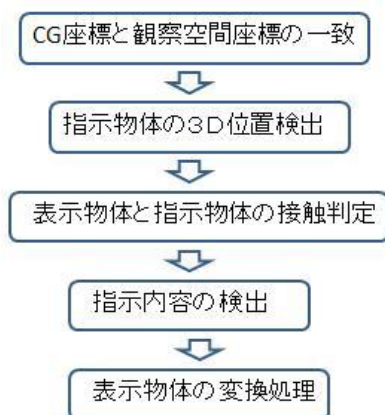 CG座標と観察空間座標の一致
指示物体の3D位置検出
表示物体と指示物体の接触判定
指示内容の検出
表示物体の変換処理